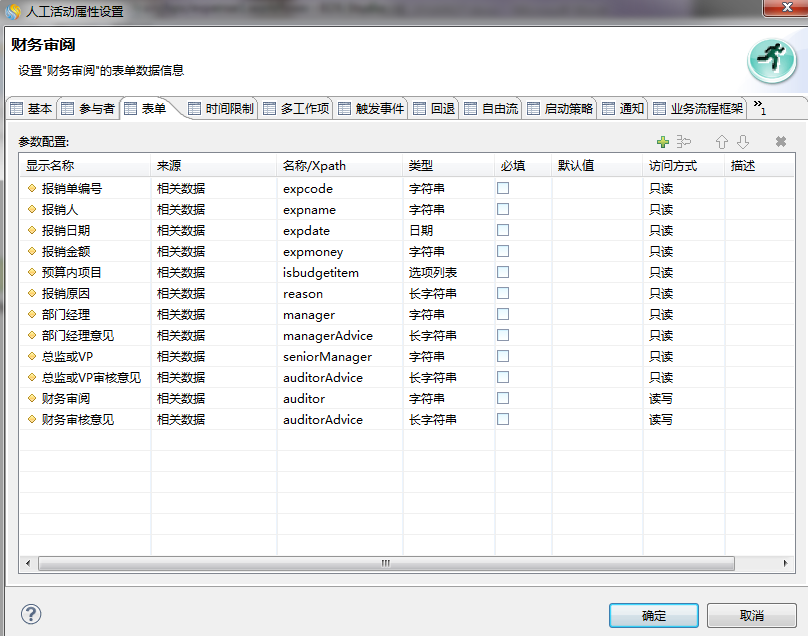 人工活动属性设置
财务审阅
设置"财务审阅"的表单数据信息
基本 参与者 表单 时间限制 多工作项 触发事件 回退 自由流 启动策略 通知 业务流程框架 »1
参数配置:
显示名称 来源 名称/Xpath 类型 必填 默认值 访问方式 描述
报销单编号 相关数据 expcode 字符串 只读
报销人 相关数据 expname 字符串 只读
报销日期 相关数据 expdate 日期 只读
报销金额 相关数据 expmoney 字符串 只读
预算内项目 相关数据 isbudgetitem 选项列表 只读
报销原因 相关数据 reason 长字符串 只读
部门经理 相关数据 manager 字符串 只读
部门经理意见 相关数据 managerAdvice 长字符串 只读
总监或VP 相关数据 seniorManager 字符串 只读
总监或VP审核意见 相关数据 auditorAdvice 长字符串 只读
财务审阅 相关数据 auditor 字符串 读写
财务审核意见 相关数据 auditorAdvice 长字符串 读写
?
确定 取消